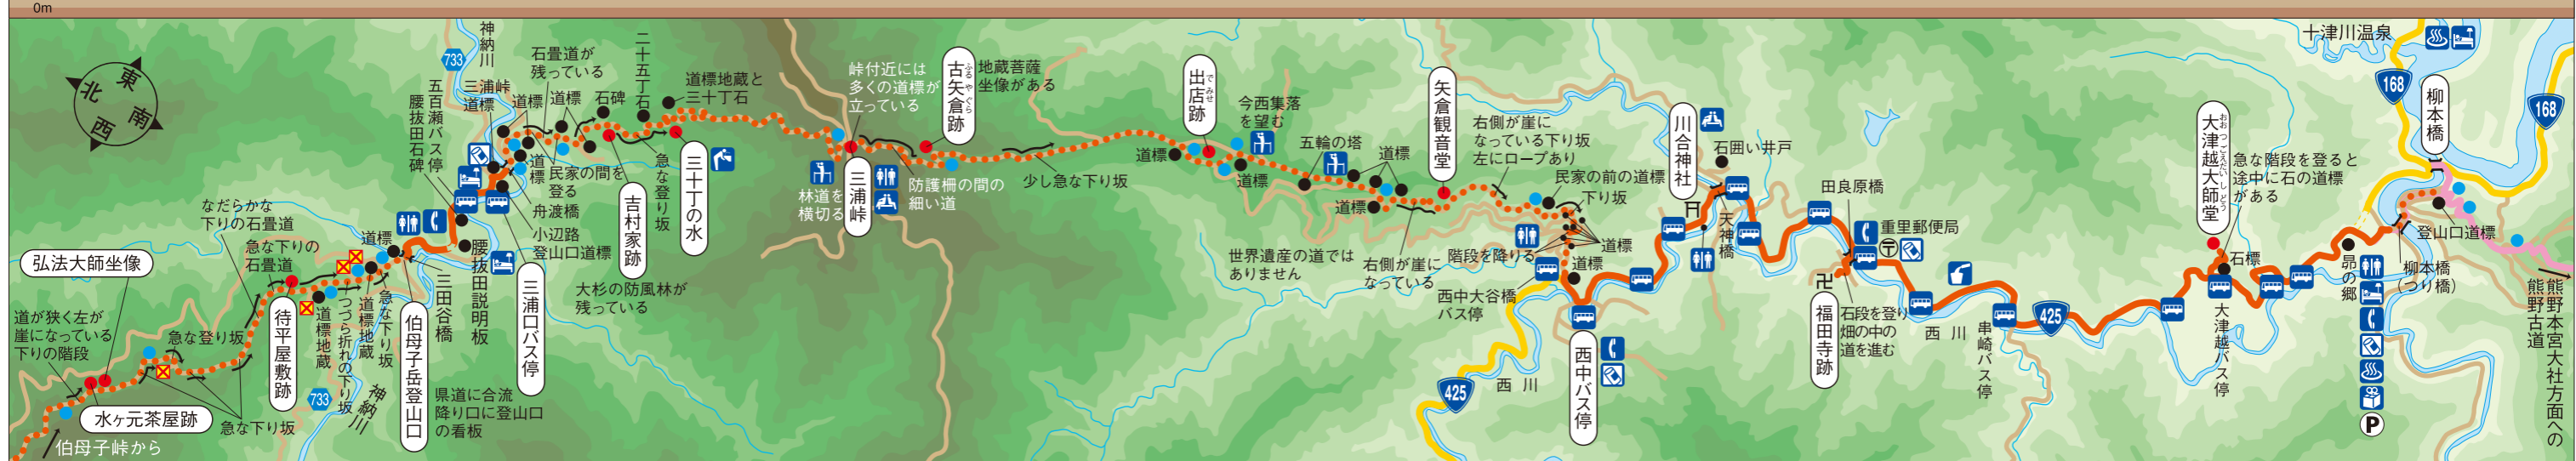 0m
東
北
南
西
弘法大師坐像
道が狭く左が
崖になっている
下りの階段
水ヶ元茶屋跡
伯母子峠から
なだらかな
下りの石畳道
急な下りの
石畳道
急な登り坂
急な下り坂
待平屋敷跡
道標地蔵
つづら折れの下り坂
道標地蔵
急な下り坂
733
神納川
道標
伯母子岳登山口
県道に合流
降り口に登山口
の看板
三田谷橋
腰抜田説明板
腰抜田石碑
五百瀬バス停
733
神納川
三浦峠
道標
道標
石畳道が
残っている
道標
石碑
二十五丁石
道標地蔵と
三十丁石
道標
民家の間を
登る
舟渡橋
小辺路
登山口道標
三浦口バス停
吉村家跡
大杉の防風林が
残っている
急な登り坂
三十丁の水
林道を
横切る
三浦峠
峠付近には
多くの道標が
立っている
古矢倉跡
ふるやぐら
地蔵菩薩
坐像がある
防護柵の間の
細い道
少し急な下り坂
出店跡
でみせ
道標
今西集落
を望む
道標
五輪の塔
道標
道標
矢倉観音堂
右側が崖に
なっている下り坂
左にロープあり
世界遺産の道では
ありません
右側が崖に
なっている
民家の前の道標
下り坂
階段を降りる
道標
道標
西中大谷橋
バス停
425
西川
西中バス停
川合神社
石囲い井戸
天神橋
田良原橋
重里郵便局
福田寺跡
石段を登り
畑の中の
道を進む
西川
串崎バス停
425
大津越大師堂
おおつごえだいしどう
急な階段を登ると
途中に石の道標
がある
石標
大津越バス停
昴の郷
P
十津川温泉
168
168
柳本橋
登山口道標
柳本橋
(つり橋)
熊野本宮大社方面への
熊野古道